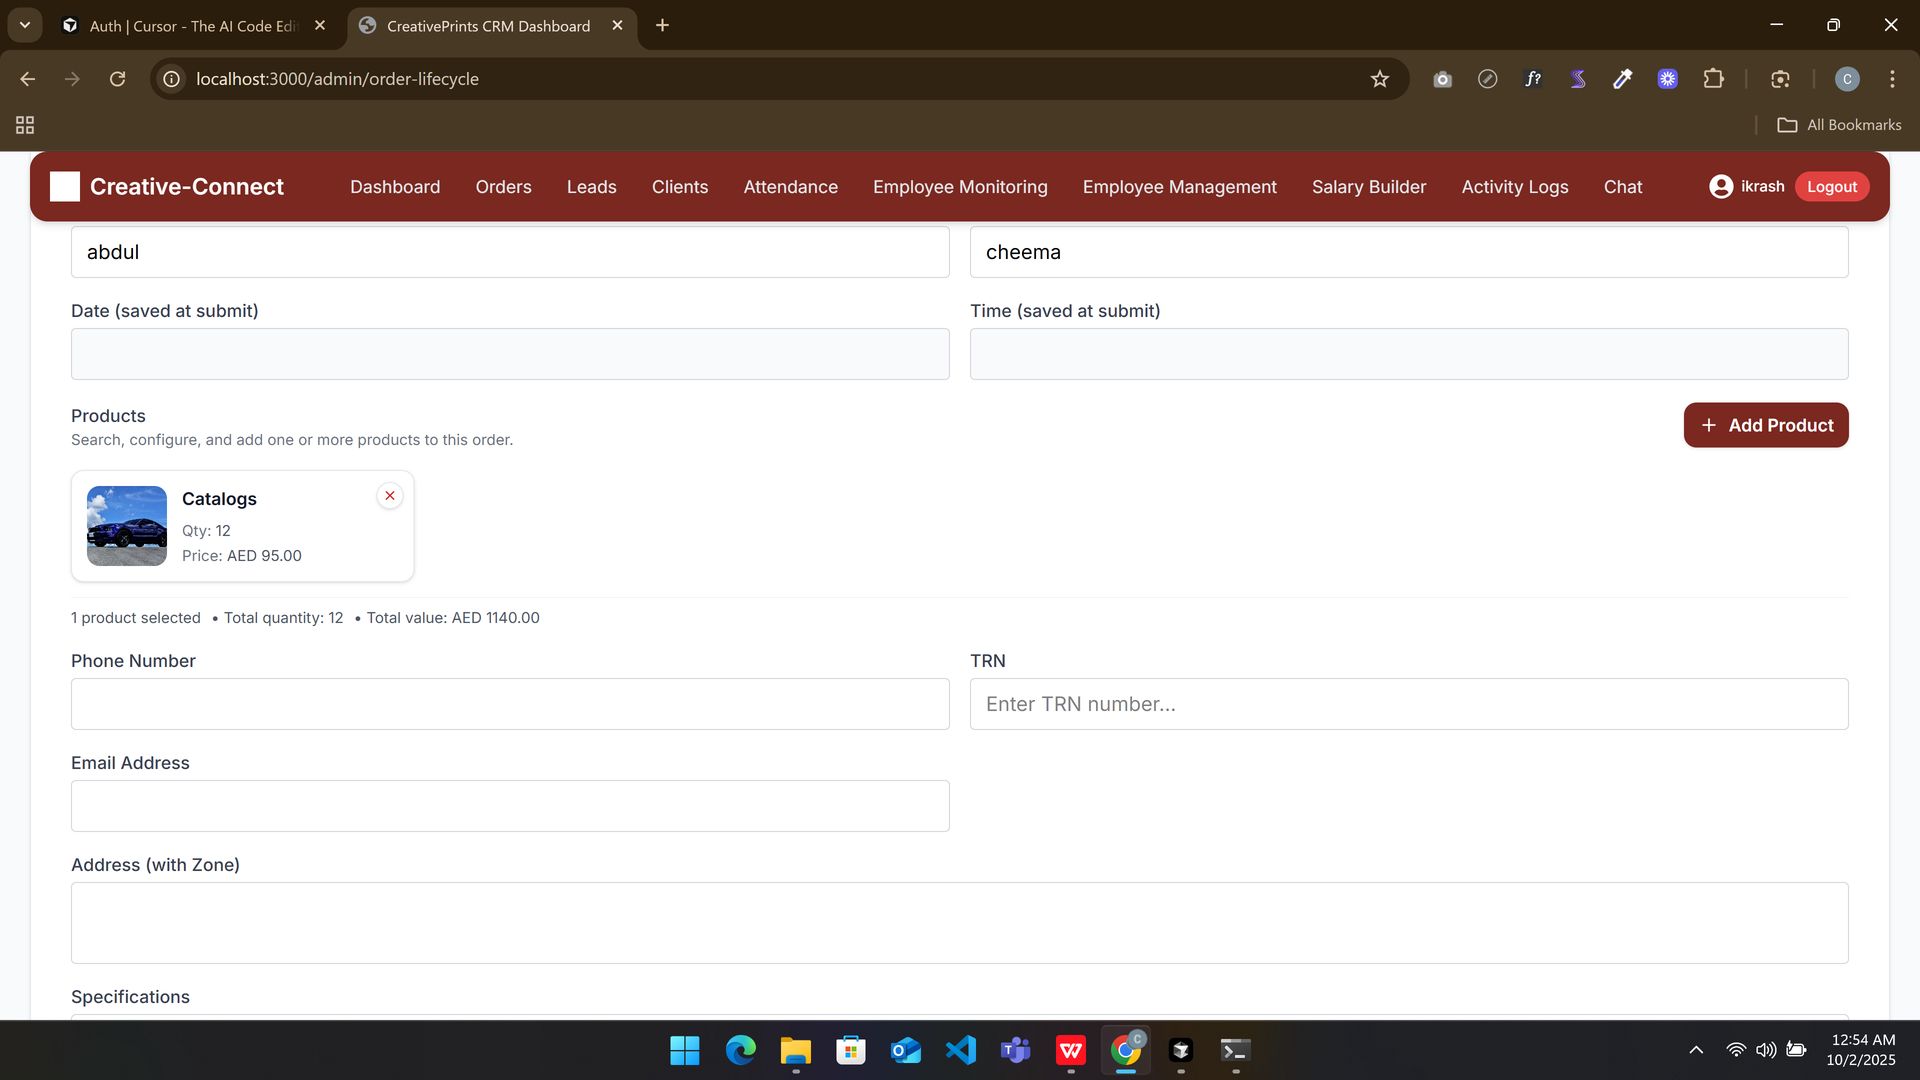 Auth | Cursor - The AI Code Edi
CreativePrints CRM Dashboard
localhost:3000/admin/order-lifecycle
f?
C
All Bookmarks
Creative-Connect
Dashboard
Orders
Leads
Clients
Attendance
Employee Monitoring
Employee Management
Salary Builder
Activity Logs
Chat
ikrash
Logout
abdul
cheema
Date (saved at submit)
Time (saved at submit)
Products
Search, configure, and add one or more products to this order.
+ Add Product
Catalogs
Qty: 12
Price: AED 95.00
1 product selected • Total quantity: 12 • Total value: AED 1140.00
Phone Number
TRN
Enter TRN number...
Email Address
Address (with Zone)
Specifications
12:54 AM
10/2/2025